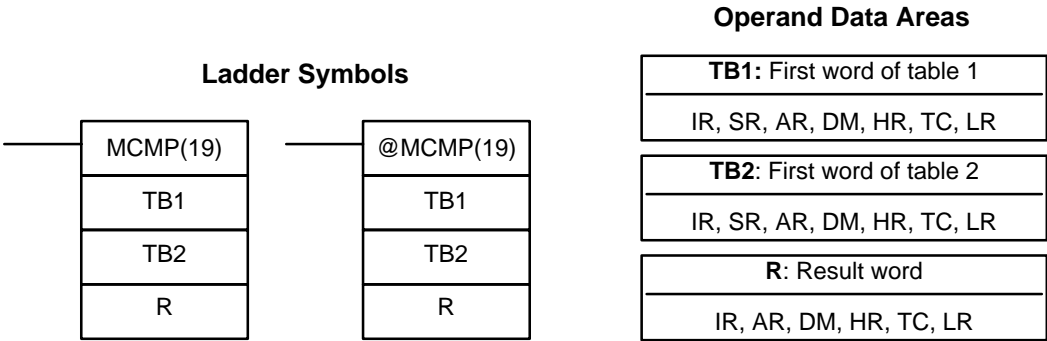 Ladder Symbols
MCMP(19)
TB1
TB2
R
@MCMP(19)
TB1
TB2
R
Operand Data Areas
TB1: First word of table 1
IR, SR, AR, DM, HR, TC, LR
TB2: First word of table 2
IR, SR, AR, DM, HR, TC, LR
R: Result word
IR, AR, DM, HR, TC, LR